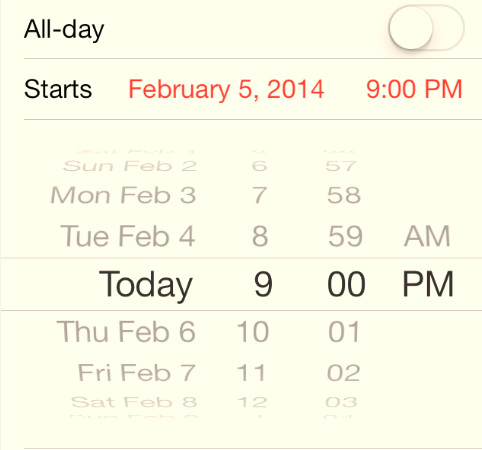 All-day
Starts February 5, 2014 9:00 PM
Sun Feb 2 6 57
Mon Feb 3 7 58
Tue Feb 4 8 59 AM
Today 9 00 PM
Thu Feb 6 10 01
Fri Feb 7 11 02
Sat Feb 8 12 03